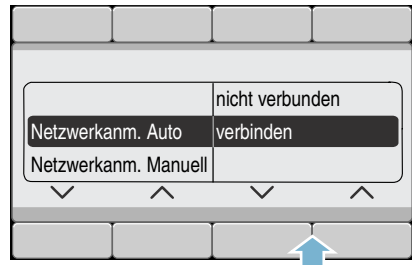 nicht verbunden
Netzwerkanm. Auto verbinden
Netzwerkanm. Manuell